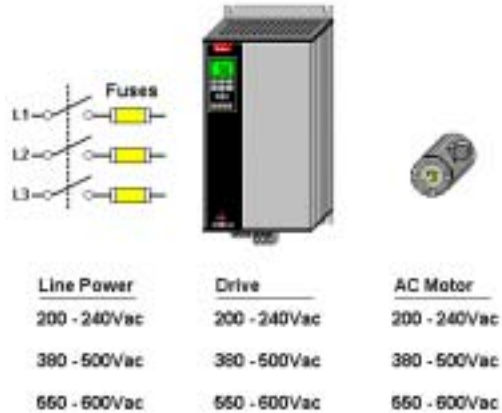 Fuses
L1
L2
L3
Line Power Drive AC Motor
200 - 240Vac 200 - 240Vac 200 - 240Vac
380 - 500Vac 380 - 500Vac 380 - 500Vac
550 - 600Vac 550 - 600Vac 550 - 600Vac